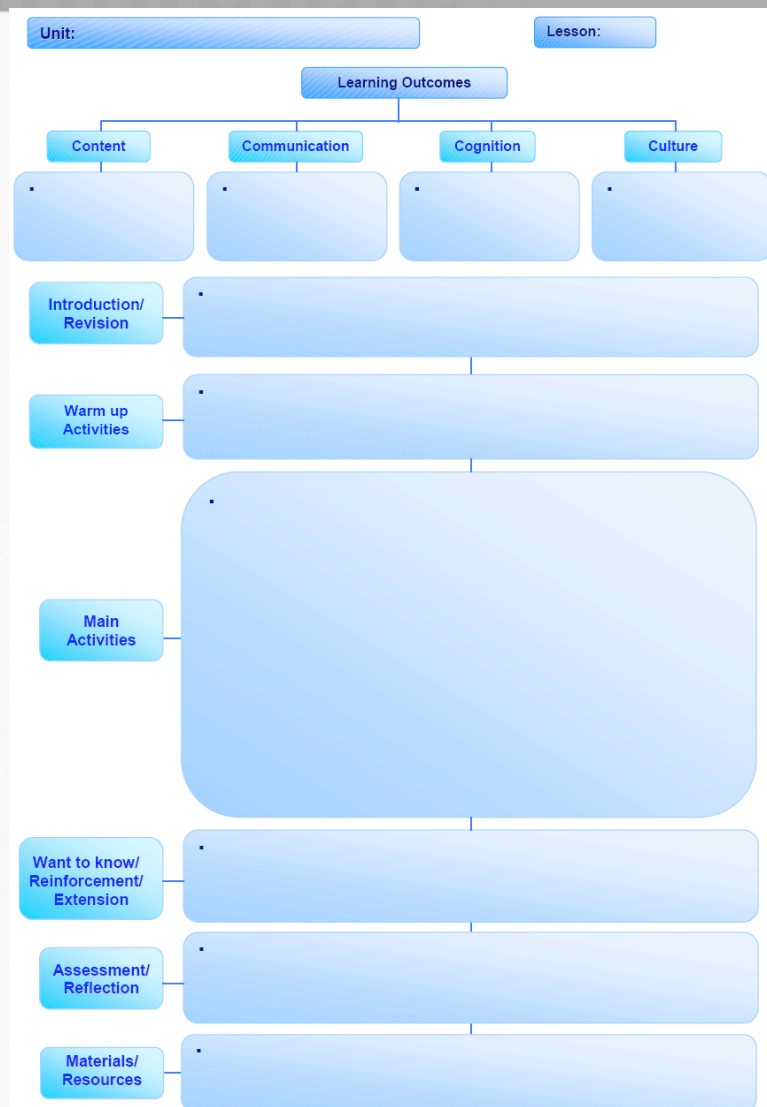 Unit:
Lesson:
Learning Outcomes
Content
Communication
Cognition
Culture
Introduction/
Revision
Warm up
Activities
Main
Activities
Want to know/
Reinforcement/
Extension
Assessment/
Reflection
Materials/
Resources